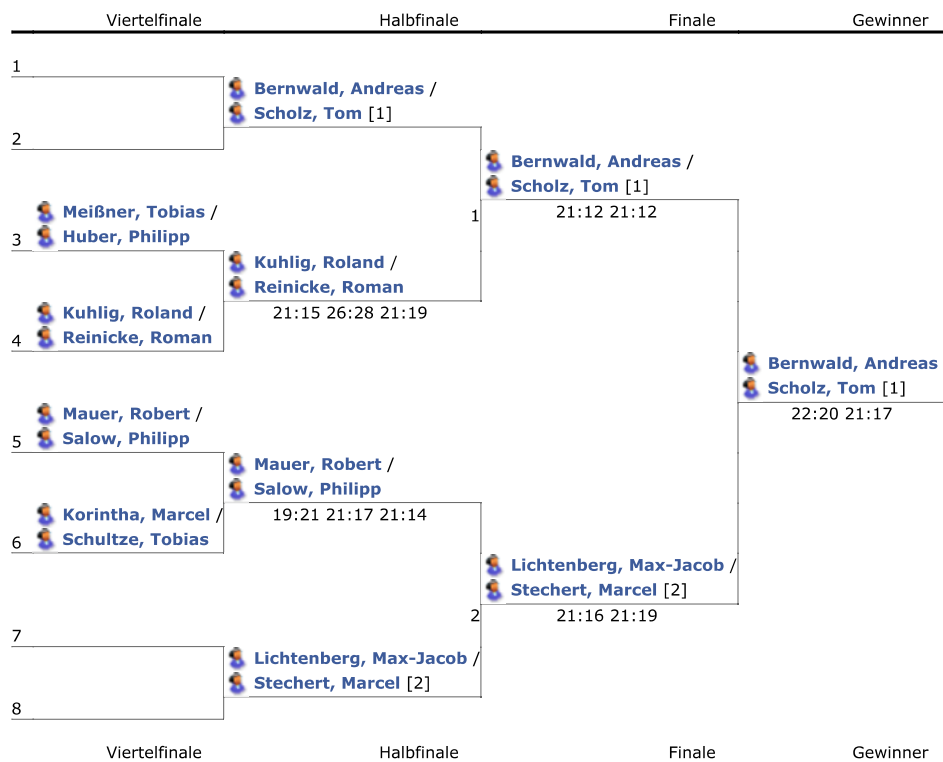 Viertelfinale Halbfinale Finale Gewinner
1
Bernwald, Andreas /
Scholz, Tom [1]
2
Bernwald, Andreas /
Scholz, Tom [1]
1 21:12 21:12
Meißner, Tobias /
3 Huber, Philipp
Kuhlig, Roland /
Reinicke, Roman
21:15 26:28 21:19
Kuhlig, Roland /
4 Reinicke, Roman
Bernwald, Andreas
Scholz, Tom [1]
22:20 21:17
Mauer, Robert /
5 Salow, Philipp
Mauer, Robert /
Salow, Philipp
19:21 21:17 21:14
Korintha, Marcel /
6 Schultze, Tobias
Lichtenberg, Max-Jacob /
Stechert, Marcel [2]
2 21:16 21:19
7
Lichtenberg, Max-Jacob /
Stechert, Marcel [2]
8
Viertelfinale Halbfinale Finale Gewinner